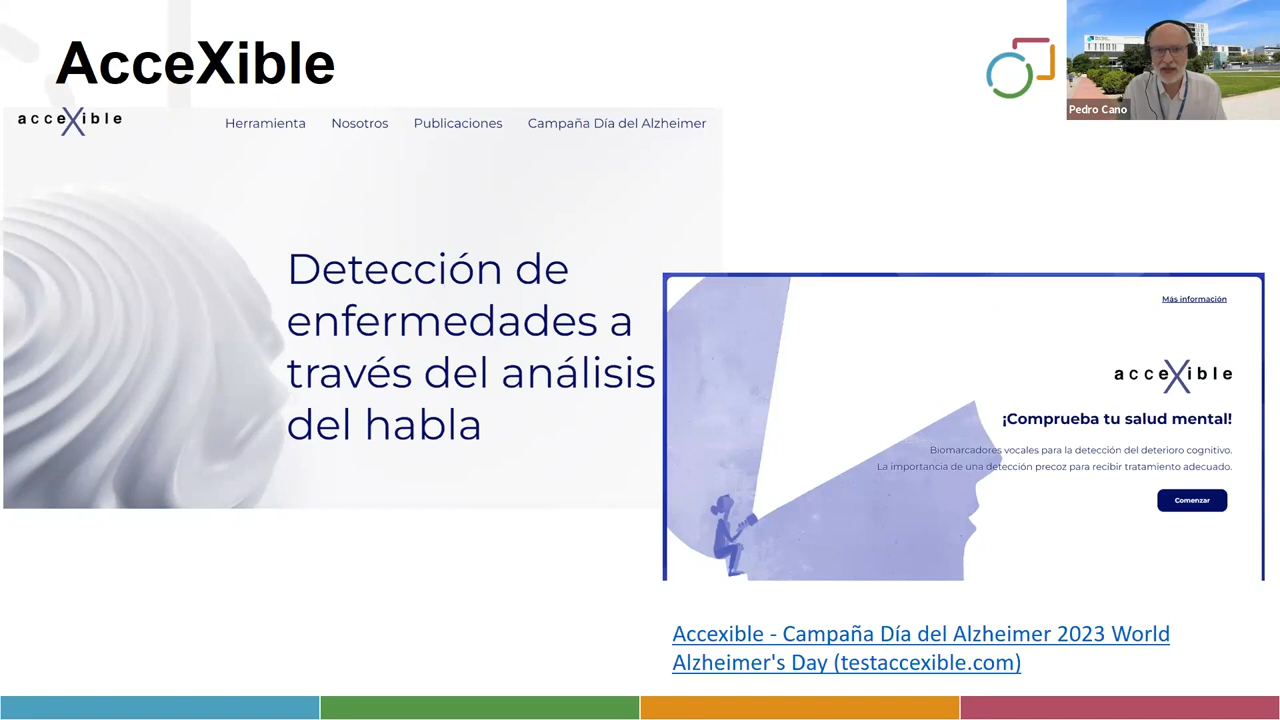 AcceXible
Pedro Cano
acceXible
Herramienta Nosotros Publicaciones Campaña Día del Alzheimer
Detección de
enfermedades a
través del análisis
del habla
Más información
acceXible
¡Comprueba tu salud mental!
Biomarcadores vocales para la detección del deterioro cognitivo.
La importancia de una detección precoz para recibir tratamiento adecuado.
Comenzar
Accexible - Campaña Día del Alzheimer 2023 World
Alzheimer's Day (testaccexible.com)